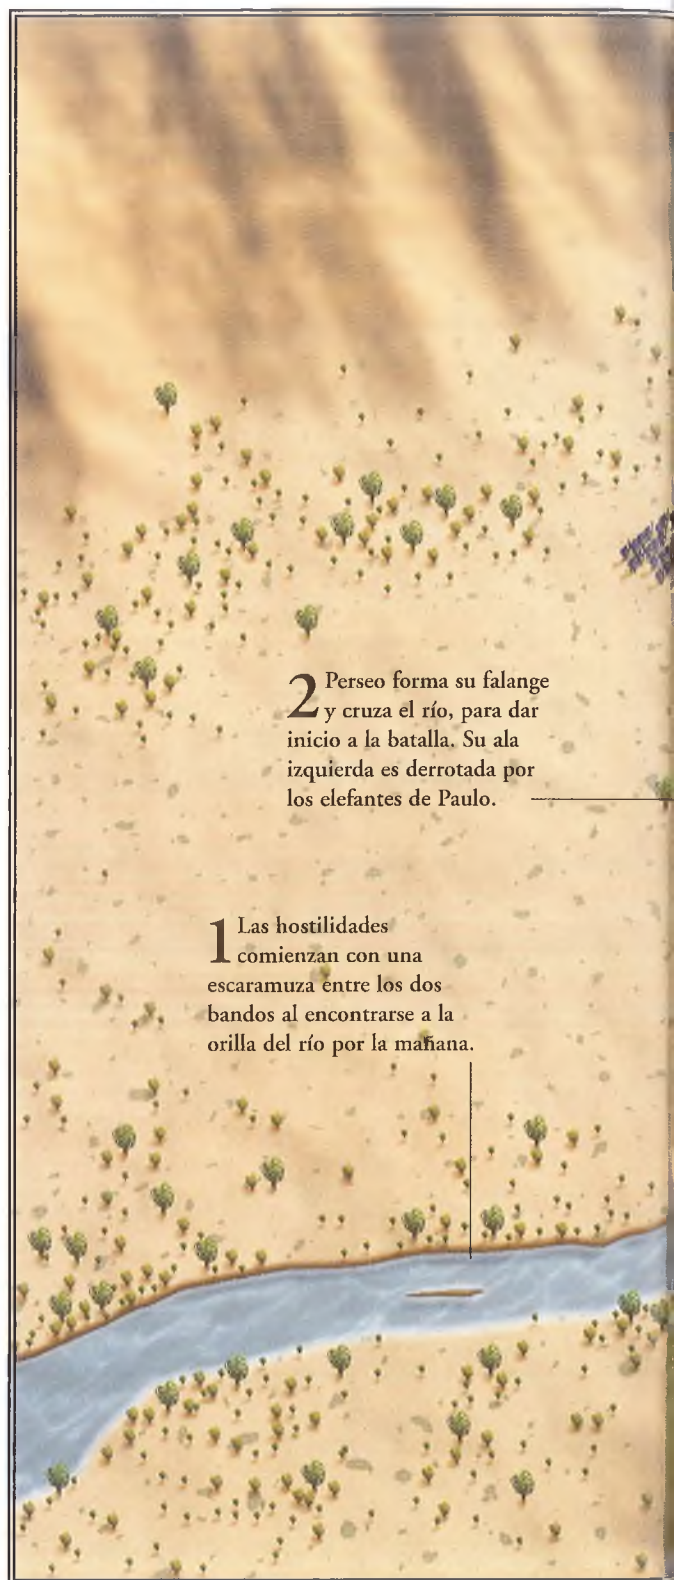 2 Perseo forma su falange
y cruza el río, para dar
inicio a la batalla. Su ala
izquierda es derrotada por
los elefantes de Paulo.
1 Las hostilidades
comienzan con una
escaramuza entre los dos
bandos al encontrarse a la
orilla del río por la mañana.